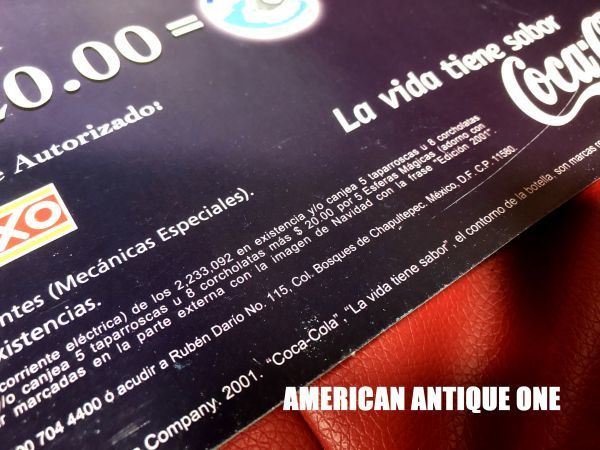 0.00 =
e Autorizado:
La vida tiene sabor
Coca-C
XO
ntes (Mecánicas Especiales).
xistencias.
corriente eléctrica) de los 2,233,092 en existencia y/o canjea 5 taparroscas u 8 corcholatas
y/o canjea 5 taparroscas u 8 corcholatas más $ 20.00 por 5 Esferas Mágicas (adorno con
marcadas en la parte externa con la imagen de Navidad con la frase "Edición 2001".
00 704 4400 ó acudir a Rubén Darío No. 115, Col. Bosques de Chapultepec. México, D.F. C.P. 11580.
Company. 2001. "Coca-Cola", "La vida tiene sabor", el contorno de la botella, son marcas
AMERICAN ANTIQUE ONE